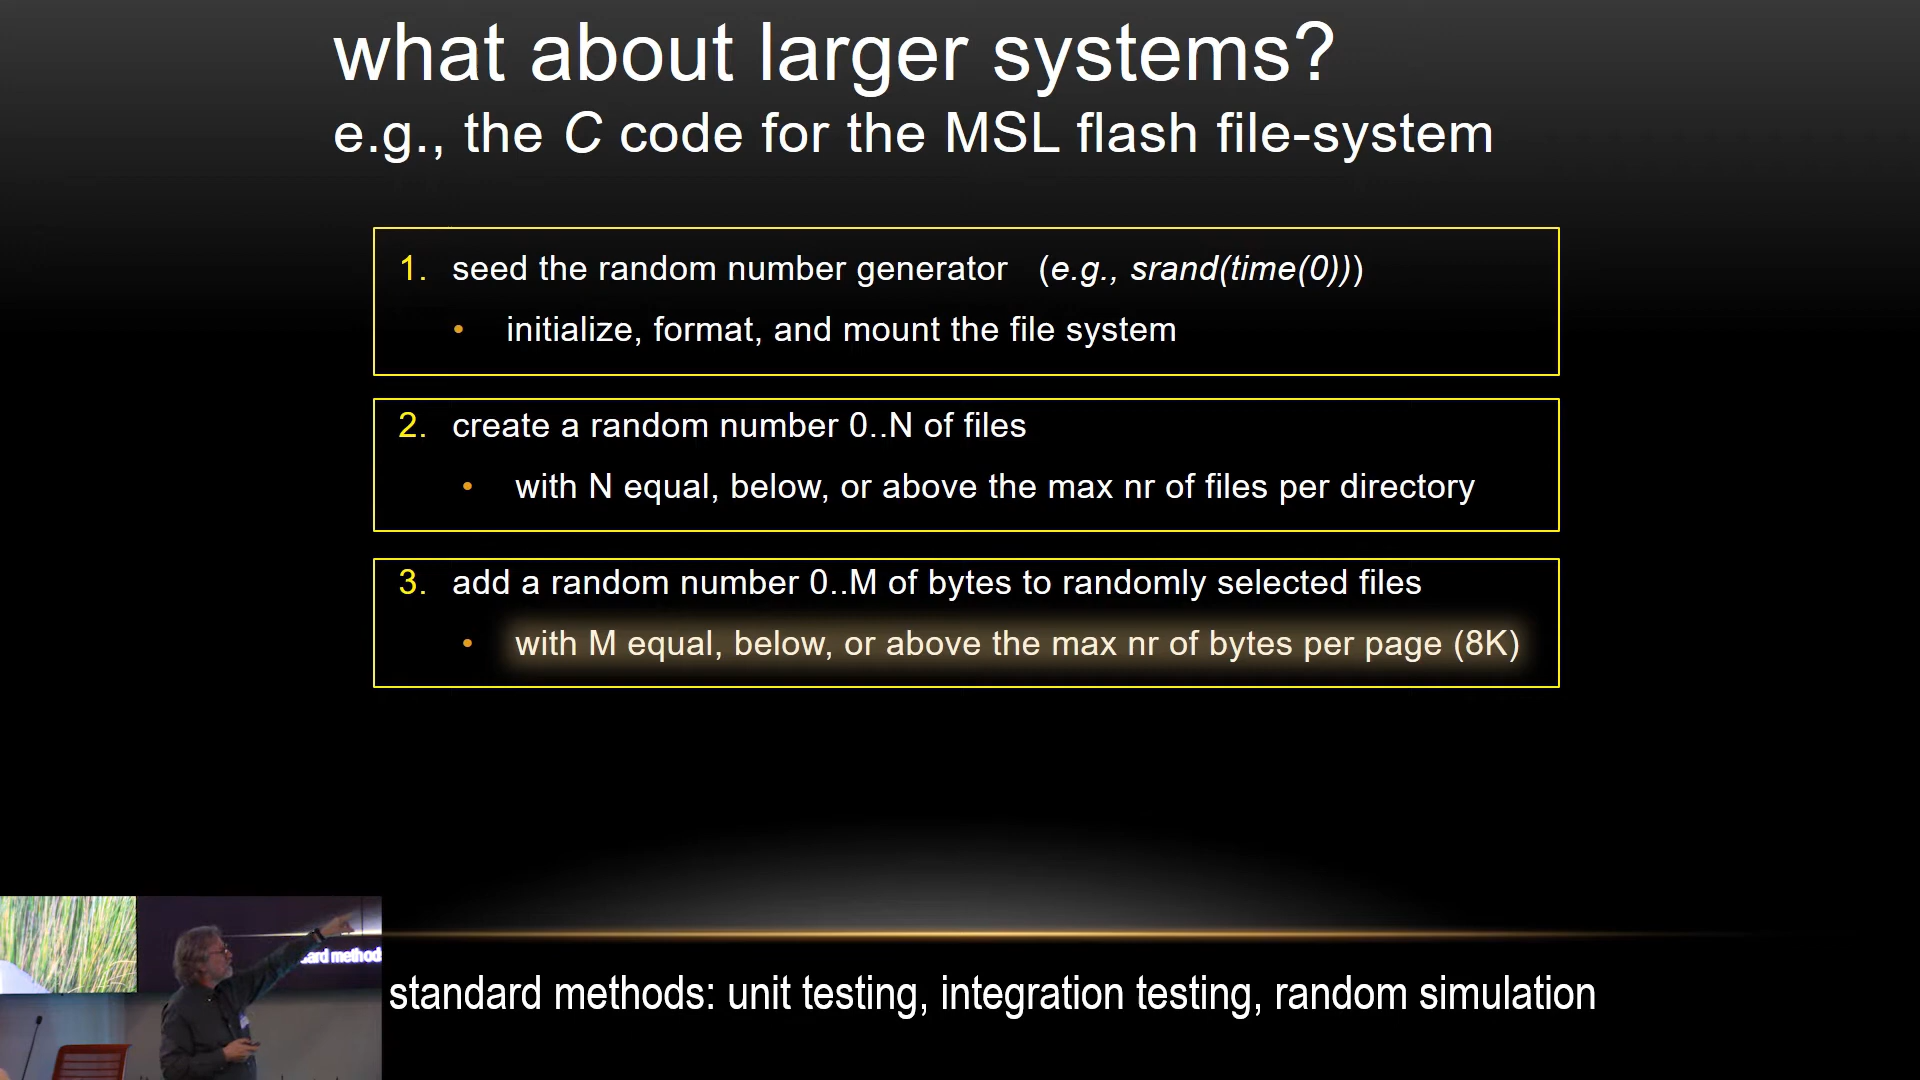 what about larger systems?
e.g., the C code for the MSL flash file-system
1. seed the random number generator (e.g., srand(time(0)))
• initialize, format, and mount the file system
2. create a random number 0..N of files
• with N equal, below, or above the max nr of files per directory
3. add a random number 0..M of bytes to randomly selected files
• with M equal, below, or above the max nr of bytes per page (8K)
ard method
standard methods: unit testing, integration testing, random simulation